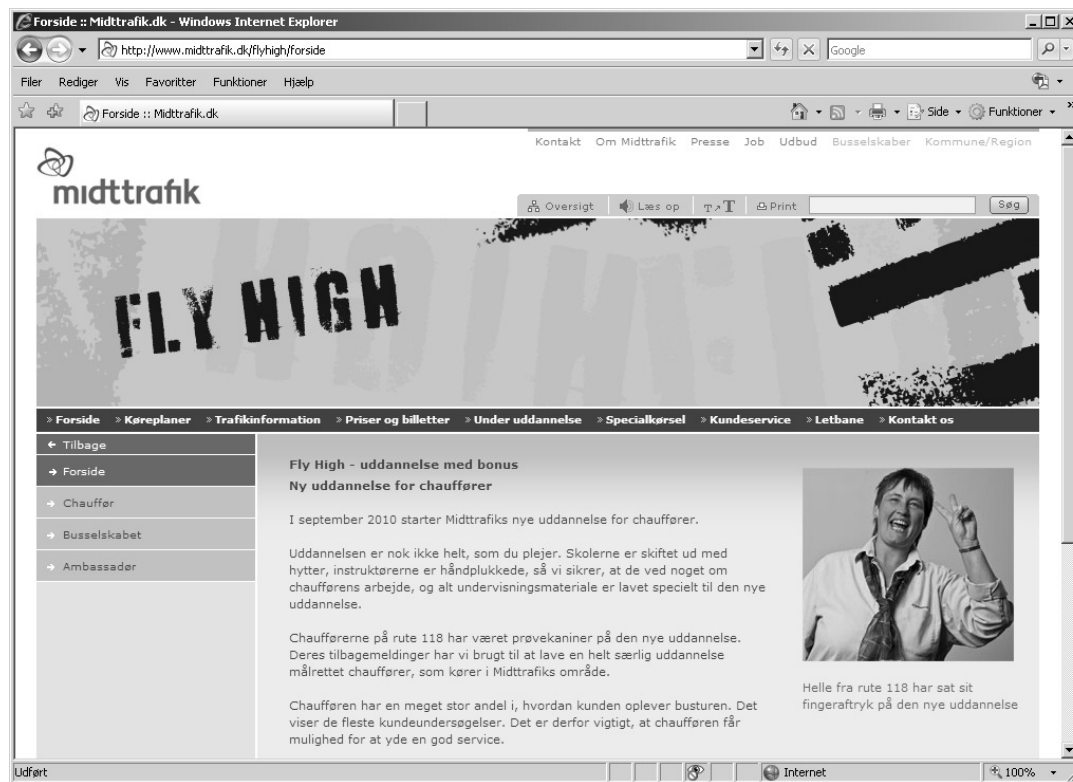 Forside :: Midttrafik.dk - Windows Internet Explorer
http://www.midttrafik.dk/flyhigh/forside
Google
Filer Rediger Vis Favoritter Funktioner Hjælp
Forside :: Midttrafik.dk
Side Funktioner
Kontakt Om Midttrafik Presse Job Udbud Busselskaber Kommune/Region
midttrafik
Oversigt Læs op T↗T Print Søg
FLY HIGH
» Forside » Køreplaner » Trafikinformation » Priser og billetter » Under uddannelse » Specialkørsel » Kundeservice » Letbane » Kontakt os
← Tilbage
→ Forside
→ Chauffør
→ Busselskabet
→ Ambassadør
Fly High - uddannelse med bonus
Ny uddannelse for chauffører
I september 2010 starter Midttrafiks nye uddannelse for chauffører.
Uddannelsen er nok ikke helt, som du plejer. Skolerne er skiftet ud med
hytter, instruktørerne er håndplukkede, så vi sikrer, at de ved noget om
chaufførens arbejde, og alt undervisningsmateriale er lavet specielt til den nye
uddannelse.
Chaufførerne på rute 118 har været prøvekaniner på den nye uddannelse.
Deres tilbagemeldinger har vi brugt til at lave en helt særlig uddannelse
målrettet chauffører, som kører i Midttrafiks område.
Chaufføren har en meget stor andel i, hvordan kunden oplever busturen. Det
viser de fleste kundeundersøgelser. Det er derfor vigtigt, at chaufføren får
mulighed for at yde en god service.
Helle fra rute 118 har sat sit
fingeraftryk på den nye uddannelse
Udført Internet 100%